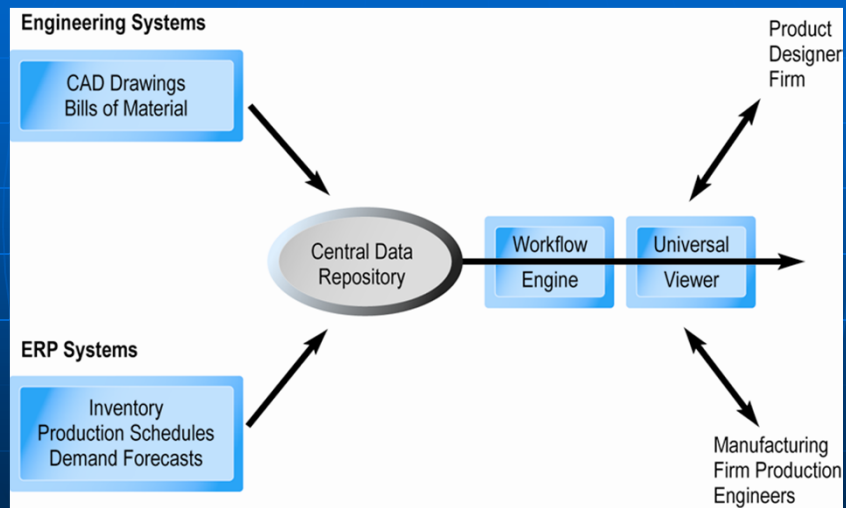 Engineering Systems
CAD Drawings
Bills of Material
Product
Designer
Firm
Central Data
Repository
Workflow
Engine
Universal
Viewer
ERP Systems
Inventory
Production Schedules
Demand Forecasts
Manufacturing
Firm Production
Engineers